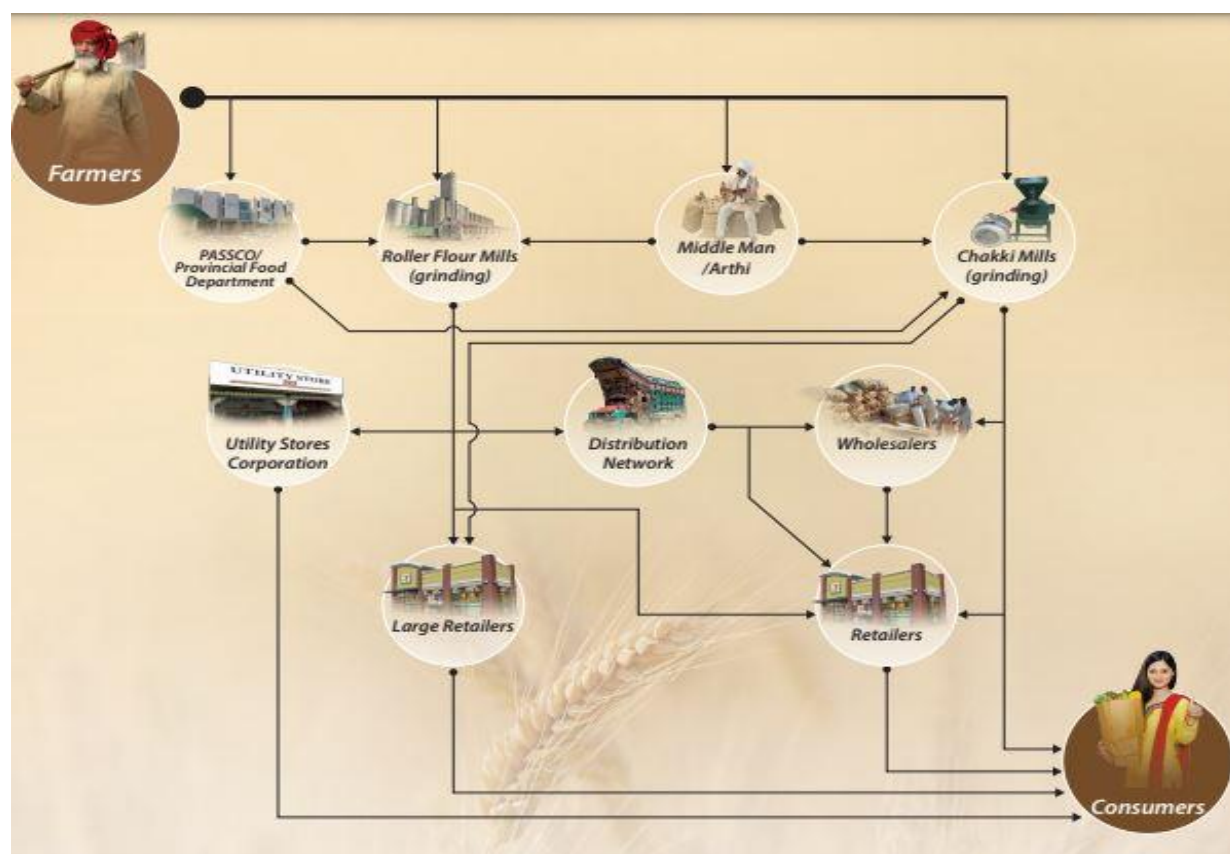 Farmers
PASSCO/
Provincial Food
Department
Roller Flour Mills
(grinding)
Middle Man
/Arthi
Chakki Mills
(grinding)
UTILITY STORE
Utility Stores
Corporation
Distribution
Network
Wholesalers
Large Retailers
Retailers
Consumers